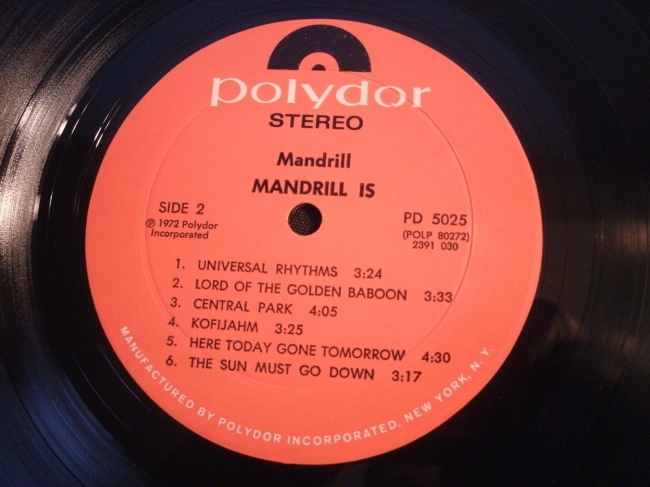 polydor
STEREO
Mandrill
MANDRILL IS
SIDE 2
℗ 1972 Polydor
Incorporated
PD 5025
(POLP 80272)
2391 030
1. UNIVERSAL RHYTHMS 3:24
2. LORD OF THE GOLDEN BABOON 3:33
3. CENTRAL PARK 4:05
4. KOFIJAHM 3:25
5. HERE TODAY GONE TOMORROW 4:30
6. THE SUN MUST GO DOWN 3:17
MANUFACTURED BY POLYDOR INCORPORATED, NEW YORK, N. Y.